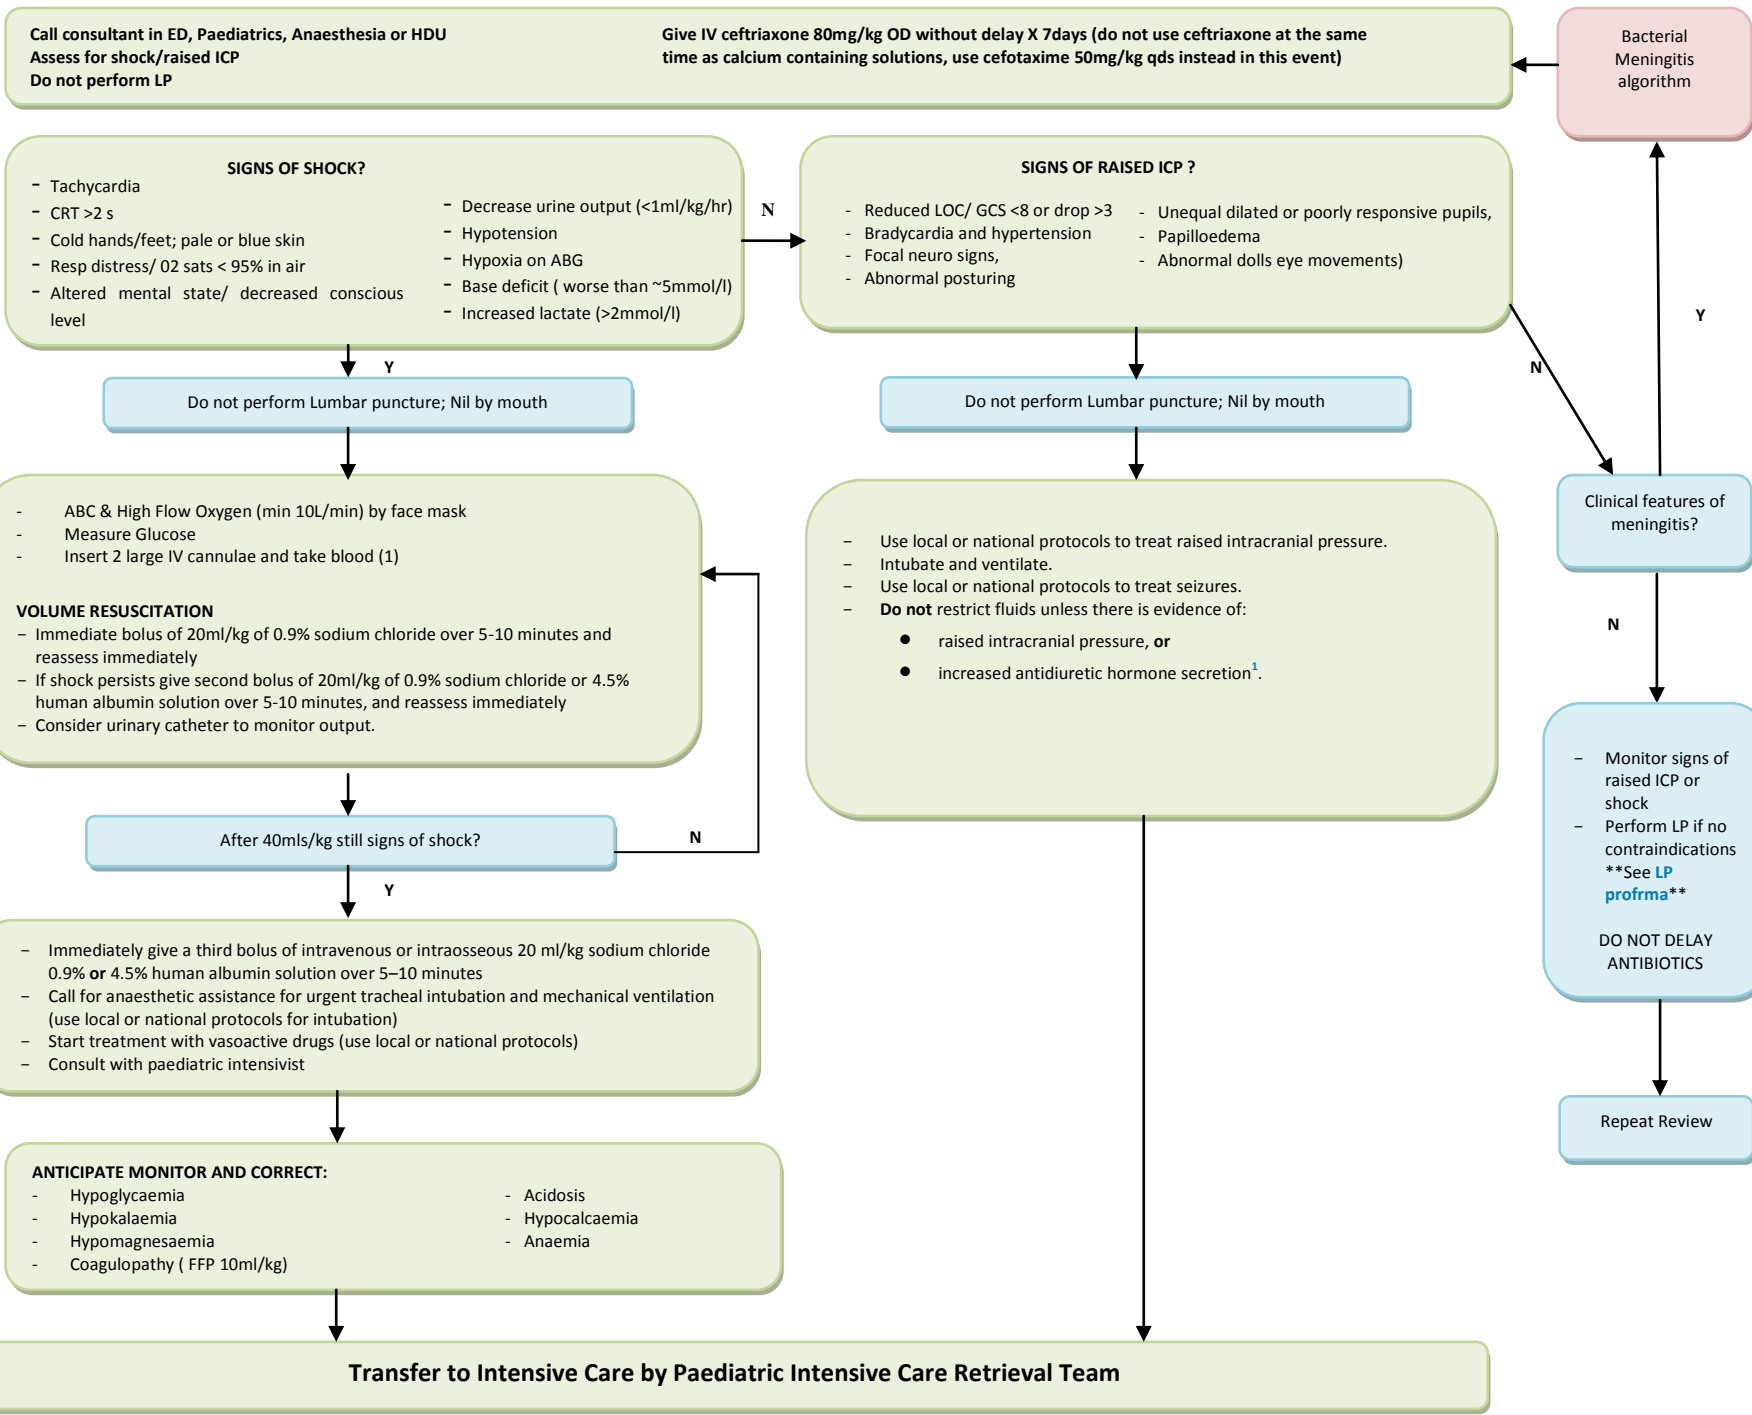 Call consultant in ED, Paediatrics, Anaesthesia or HDU
Assess for shock/raised ICP
Do not perform LP
Give IV ceftriaxone 80mg/kg OD without delay X 7days (do not use ceftriaxone at the same
time as calcium containing solutions, use cefotaxime 50mg/kg qds instead in this event)
Bacterial
Meningitis
algorithm
SIGNS OF SHOCK?
- Tachycardia
- CRT >2 s
- Cold hands/feet; pale or blue skin
- Resp distress/ 02 sats < 95% in air
- Altered mental state/ decreased conscious
level
- Decrease urine output (<1ml/kg/hr)
- Hypotension
- Hypoxia on ABG
- Base deficit ( worse than ~5mmol/l)
- Increased lactate (>2mmol/l)
N
SIGNS OF RAISED ICP ?
- Reduced LOC/ GCS <8 or drop >3
- Bradycardia and hypertension
- Focal neuro signs,
- Abnormal posturing
- Unequal dilated or poorly responsive pupils,
- Papilloedema
- Abnormal dolls eye movements)
Y
N
Y
Do not perform Lumbar puncture; Nil by mouth
Do not perform Lumbar puncture; Nil by mouth
Clinical features of
meningitis?
- ABC & High Flow Oxygen (min 10L/min) by face mask
- Measure Glucose
- Insert 2 large IV cannulae and take blood (1)
VOLUME RESUSCITATION
– Immediate bolus of 20ml/kg of 0.9% sodium chloride over 5-10 minutes and
reassess immediately
– If shock persists give second bolus of 20ml/kg of 0.9% sodium chloride or 4.5%
human albumin solution over 5-10 minutes, and reassess immediately
– Consider urinary catheter to monitor output.
– Use local or national protocols to treat raised intracranial pressure.
– Intubate and ventilate.
– Use local or national protocols to treat seizures.
– Do not restrict fluids unless there is evidence of:
● raised intracranial pressure, or
● increased antidiuretic hormone secretion1.
N
– Monitor signs of
raised ICP or
shock
– Perform LP if no
contraindications
**See LP
profrma**
DO NOT DELAY
ANTIBIOTICS
After 40mls/kg still signs of shock?
N
Y
– Immediately give a third bolus of intravenous or intraosseous 20 ml/kg sodium chloride
0.9% or 4.5% human albumin solution over 5–10 minutes
– Call for anaesthetic assistance for urgent tracheal intubation and mechanical ventilation
(use local or national protocols for intubation)
– Start treatment with vasoactive drugs (use local or national protocols)
– Consult with paediatric intensivist
Repeat Review
ANTICIPATE MONITOR AND CORRECT:
- Hypoglycaemia
- Hypokalaemia
- Hypomagnesaemia
- Coagulopathy ( FFP 10ml/kg)
- Acidosis
- Hypocalcaemia
- Anaemia
Transfer to Intensive Care by Paediatric Intensive Care Retrieval Team